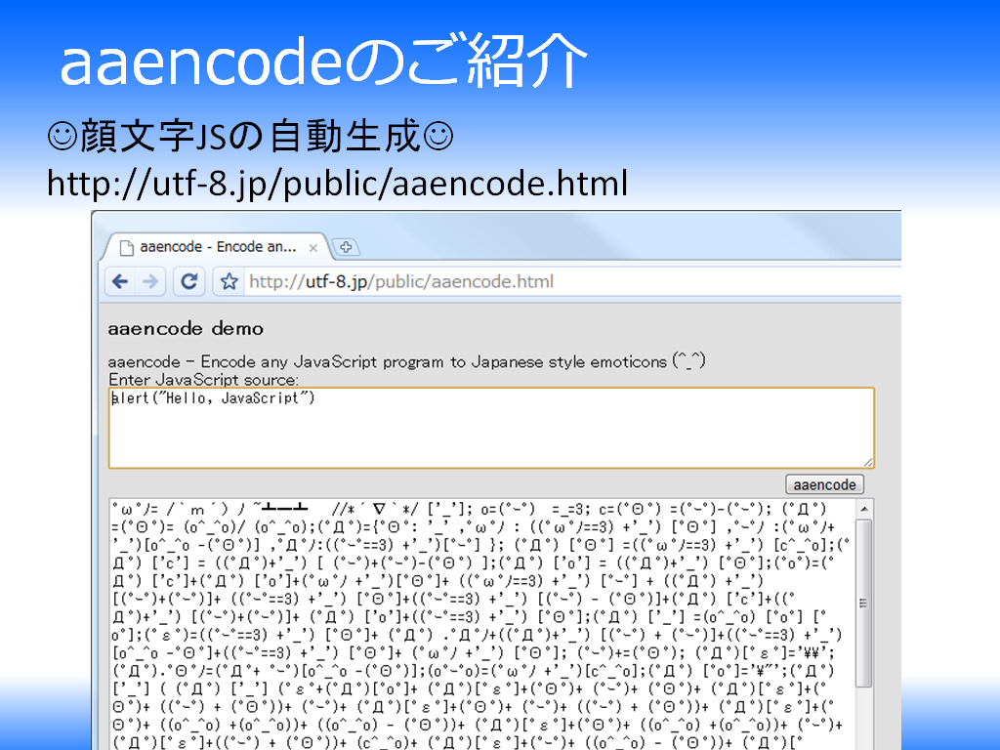 aaencodeのご紹介
☺顔文字JSの自動生成☺
http://utf-8.jp/public/aaencode.html
aaencode - Encode an...
http://utf-8.jp/public/aaencode.html
aaencode demo
aaencode - Encode any JavaScript program to Japanese style emoticons (^_^)
Enter JavaScript source:
alert("Hello, JavaScript")
aaencode
ﾟωﾟﾉ= /｀ｍ´）ﾉ ~┻━┻   //*´∇｀*/ ['_']; o=(ﾟｰﾟ)  =_=3; c=(ﾟΘﾟ) =(ﾟｰﾟ)-(ﾟｰﾟ); (ﾟДﾟ)
=(ﾟΘﾟ)= (o^_^o)/ (o^_^o);(ﾟДﾟ)={ﾟΘﾟ: '_' ,ﾟωﾟﾉ : ((ﾟωﾟﾉ==3) +'_') [ﾟΘﾟ] ,ﾟｰﾟﾉ :(ﾟωﾟﾉ+
'_')[o^_^o -(ﾟΘﾟ)] ,ﾟДﾟﾉ:((ﾟｰﾟ==3) +'_')[ﾟｰﾟ] }; (ﾟДﾟ) [ﾟΘﾟ] =((ﾟωﾟﾉ==3) +'_') [c^_^o];(ﾟ
Дﾟ) ['c'] = ((ﾟДﾟ)+'_') [ (ﾟｰﾟ)+(ﾟｰﾟ)-(ﾟΘﾟ) ];(ﾟДﾟ) ['o'] = ((ﾟДﾟ)+'_') [ﾟΘﾟ];(ﾟoﾟ)=(ﾟ
Дﾟ) ['c']+(ﾟДﾟ) ['o']+(ﾟωﾟﾉ +'_')[ﾟΘﾟ]+ ((ﾟωﾟﾉ==3) +'_') [ﾟｰﾟ] + ((ﾟДﾟ) +'_')
[(ﾟｰﾟ)+(ﾟｰﾟ)]+ ((ﾟｰﾟ==3) +'_') [ﾟΘﾟ]+((ﾟｰﾟ==3) +'_') [(ﾟｰﾟ) - (ﾟΘﾟ)]+(ﾟДﾟ) ['c']+((ﾟ
Дﾟ)+'_') [(ﾟｰﾟ)+(ﾟｰﾟ)]+ (ﾟДﾟ) ['o']+((ﾟｰﾟ==3) +'_') [ﾟΘﾟ];(ﾟДﾟ) ['_'] =(o^_^o) [ﾟoﾟ] [ﾟ
oﾟ];(ﾟεﾟ)=((ﾟｰﾟ==3) +'_') [ﾟΘﾟ]+ (ﾟДﾟ) .ﾟДﾟﾉ+((ﾟДﾟ)+'_') [(ﾟｰﾟ) + (ﾟｰﾟ)]+((ﾟｰﾟ==3) +'_')
[o^_^o -ﾟΘﾟ]+((ﾟｰﾟ==3) +'_') [ﾟΘﾟ]+ (ﾟωﾟﾉ +'_') [ﾟΘﾟ]; (ﾟｰﾟ)+=(ﾟΘﾟ); (ﾟДﾟ)[ﾟεﾟ]='¥¥';
(ﾟДﾟ).ﾟΘﾟﾉ=(ﾟДﾟ+ ﾟｰﾟ)[o^_^o -(ﾟΘﾟ)];(oﾟｰﾟo)=(ﾟωﾟﾉ +'_')[c^_^o];(ﾟДﾟ) [ﾟoﾟ]='¥"';(ﾟДﾟ)
['_'] ( (ﾟДﾟ) ['_'] (ﾟεﾟ+(ﾟДﾟ)[ﾟoﾟ]+ (ﾟДﾟ)[ﾟεﾟ]+(ﾟΘﾟ)+ (ﾟｰﾟ)+ (ﾟΘﾟ)+ (ﾟДﾟ)[ﾟεﾟ]+(ﾟ
Θﾟ)+ ((ﾟｰﾟ) + (ﾟΘﾟ))+ (ﾟｰﾟ)+ (ﾟДﾟ)[ﾟεﾟ]+(ﾟΘﾟ)+ (ﾟｰﾟ)+ ((ﾟｰﾟ) + (ﾟΘﾟ))+ (ﾟДﾟ)[ﾟεﾟ]+(ﾟ
Θﾟ)+ ((o^_^o) +(o^_^o))+ ((o^_^o) - (ﾟΘﾟ))+ (ﾟДﾟ)[ﾟεﾟ]+(ﾟΘﾟ)+ ((o^_^o) +(o^_^o))+ (ﾟｰﾟ)+
(ﾟДﾟ)[ﾟεﾟ]+((ﾟｰﾟ) + (ﾟΘﾟ))+ (c^_^o)+ (ﾟДﾟ)[ﾟεﾟ]+(ﾟｰﾟ)+ ((o^_^o) - (ﾟΘﾟ))+ (ﾟДﾟ)[ﾟ